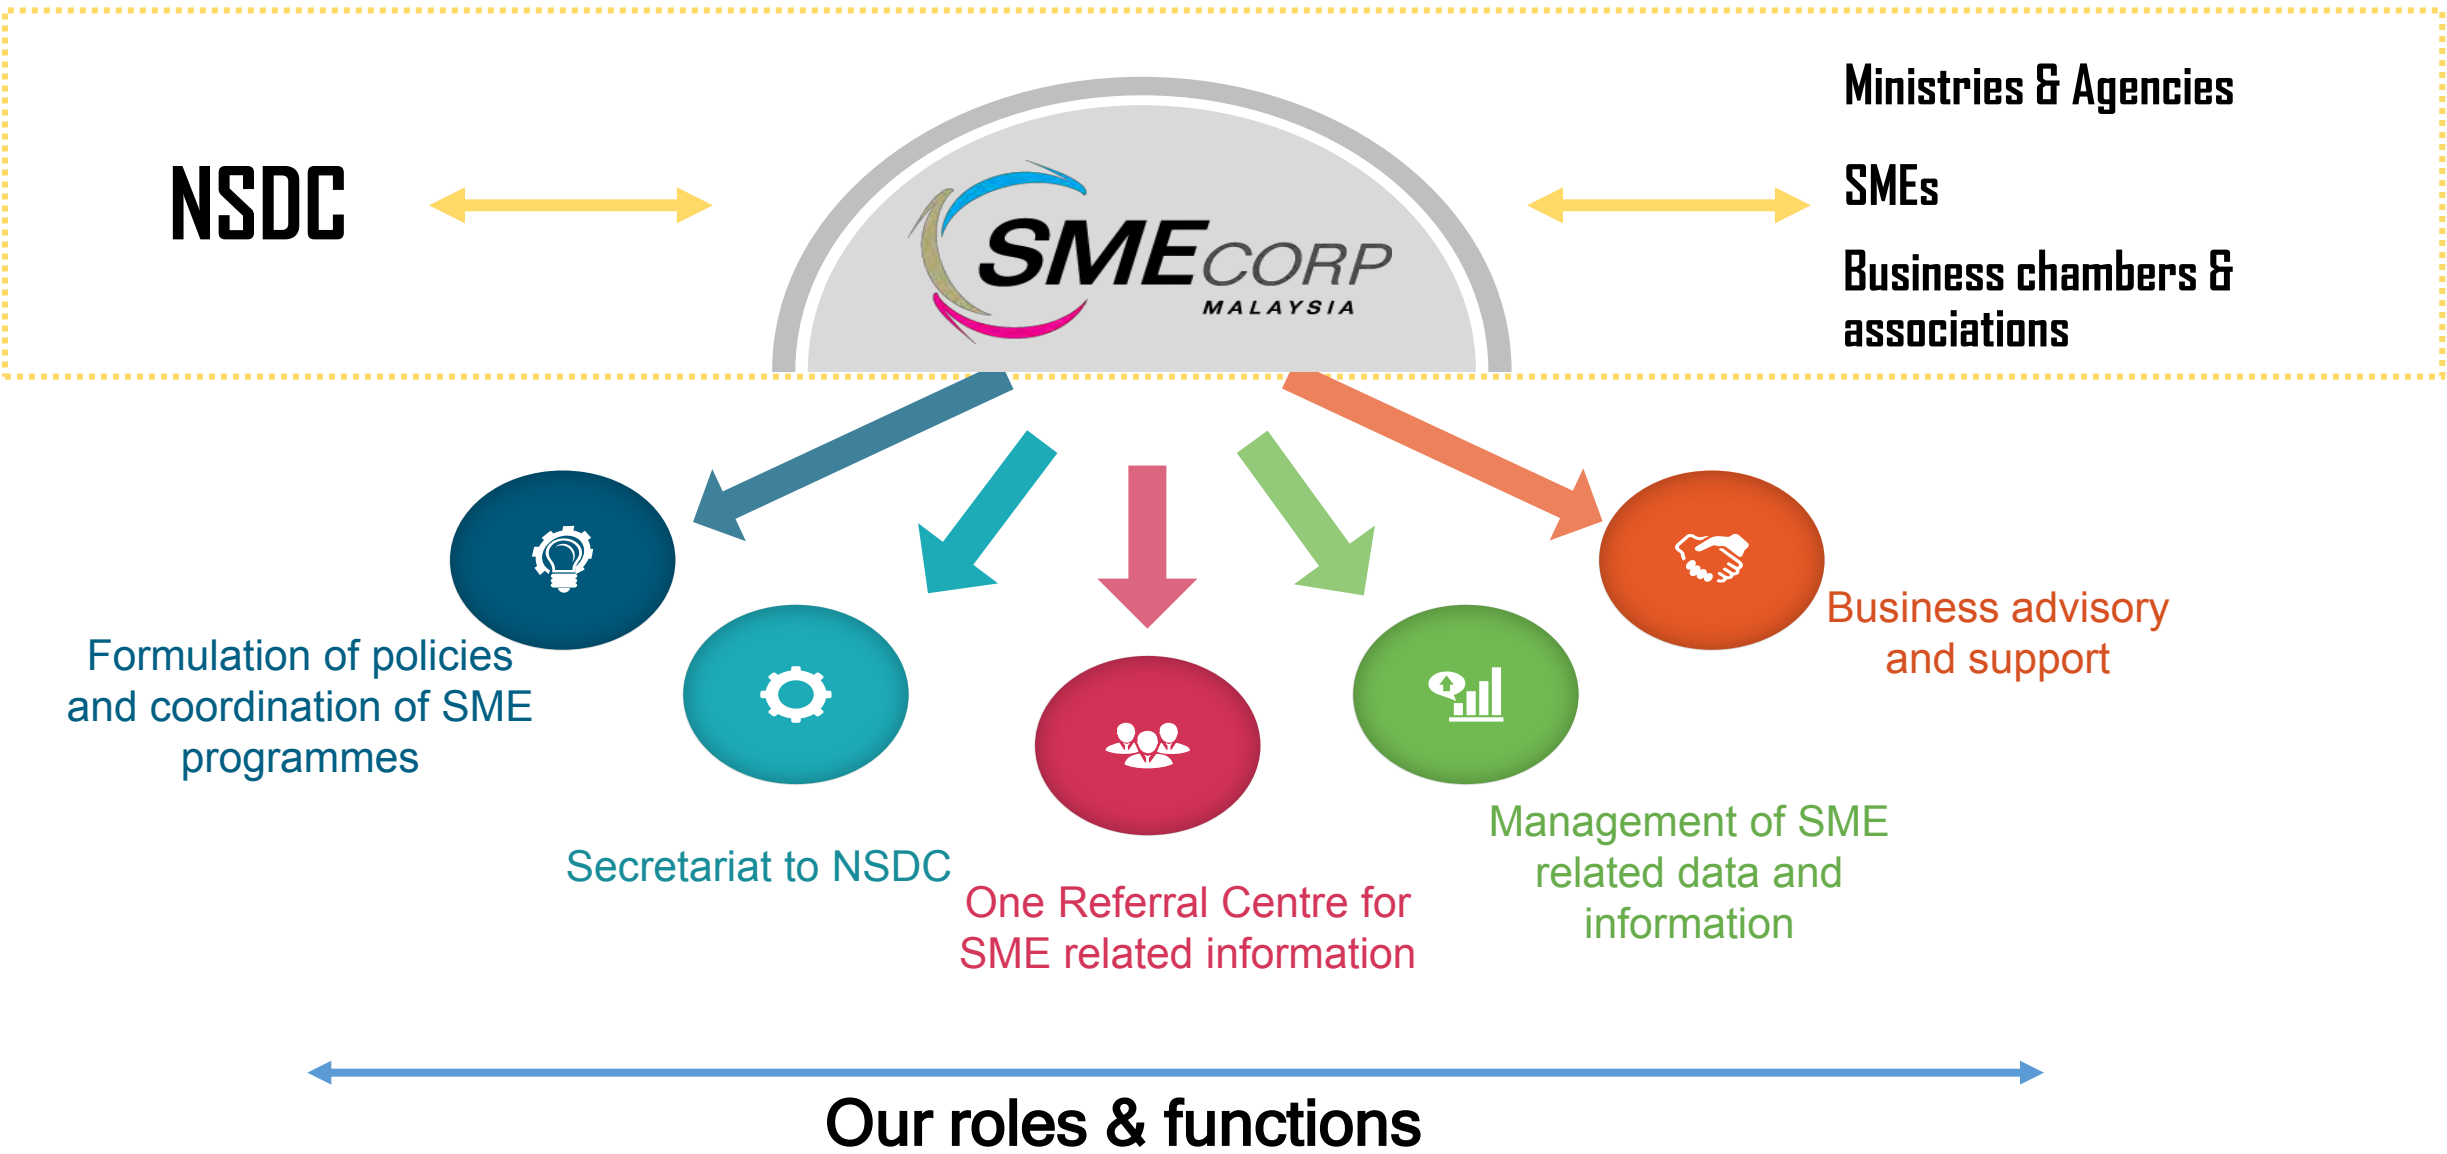 NSDC
SMECORP
MALAYSIA
Ministries & Agencies
SMEs
Business chambers &
associations
Formulation of policies
and coordination of SME
programmes
Secretariat to NSDC
One Referral Centre for
SME related information
Management of SME
related data and
information
Business advisory
and support
Our roles & functions